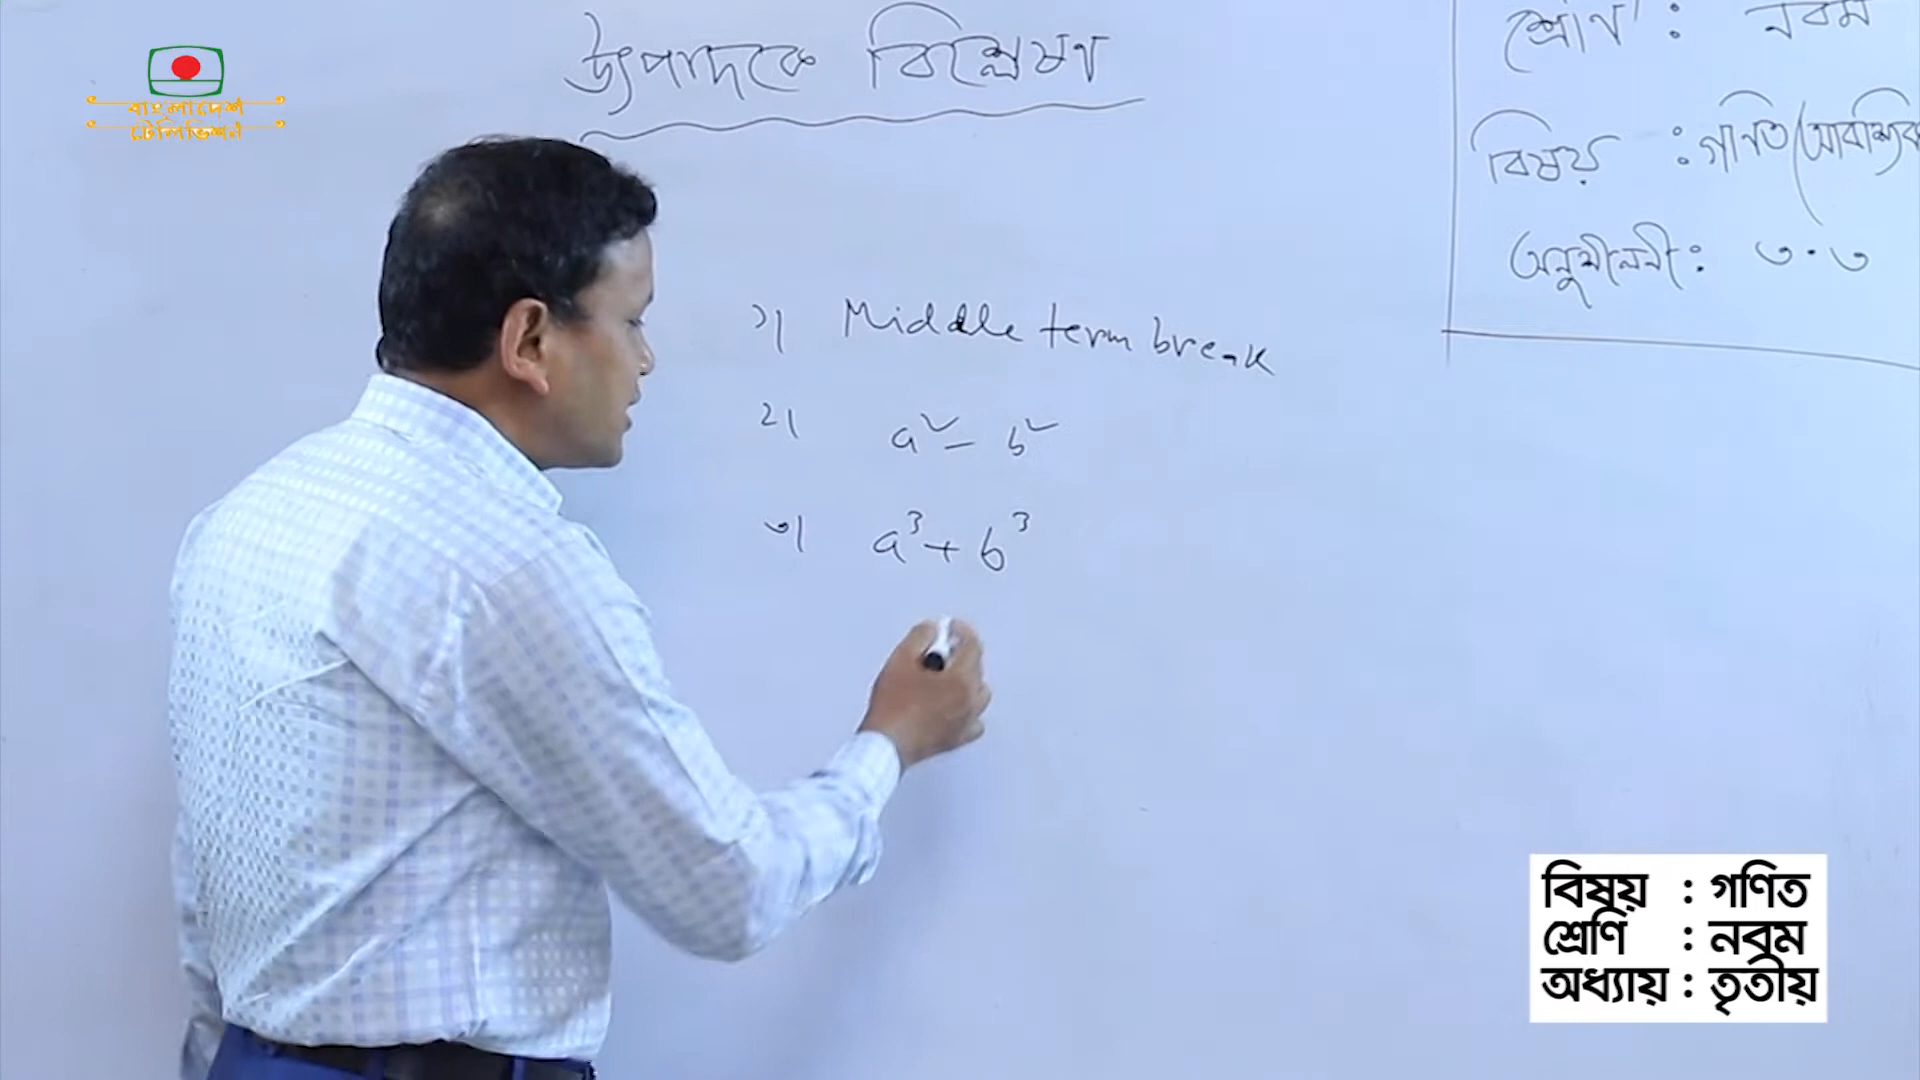 বাংলাদেশ
টেলিভিশন
উৎপাদকে বিশ্লেষণ
১। Middle term break
২। a² - b²
৩। a³ + b³
শ্রেণি : নবম
বিষয় : গণিত (আবশ্যিক
অনুশীলনী : ৩.৩
বিষয় : গণিত
শ্রেণি : নবম
অধ্যায় : তৃতীয়